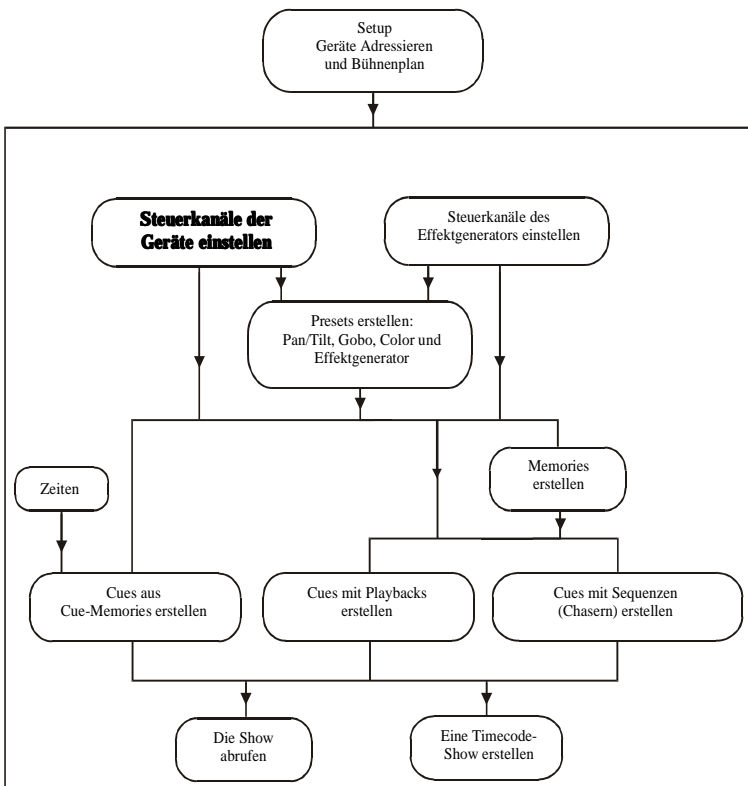 Setup
Geräte Adressieren
und Bühnenplan
Steuerkanäle der
Geräte einstellen
Steuerkanäle des
Effektgenerators einstellen
Presets erstellen:
Pan/Tilt, Gobo, Color und
Effektgenerator
Memories
erstellen
Zeiten
Cues aus
Cue-Memories erstellen
Cues mit Playbacks
erstellen
Cues mit Sequenzen
(Chasern) erstellen
Die Show
abrufen
Eine Timecode-
Show erstellen